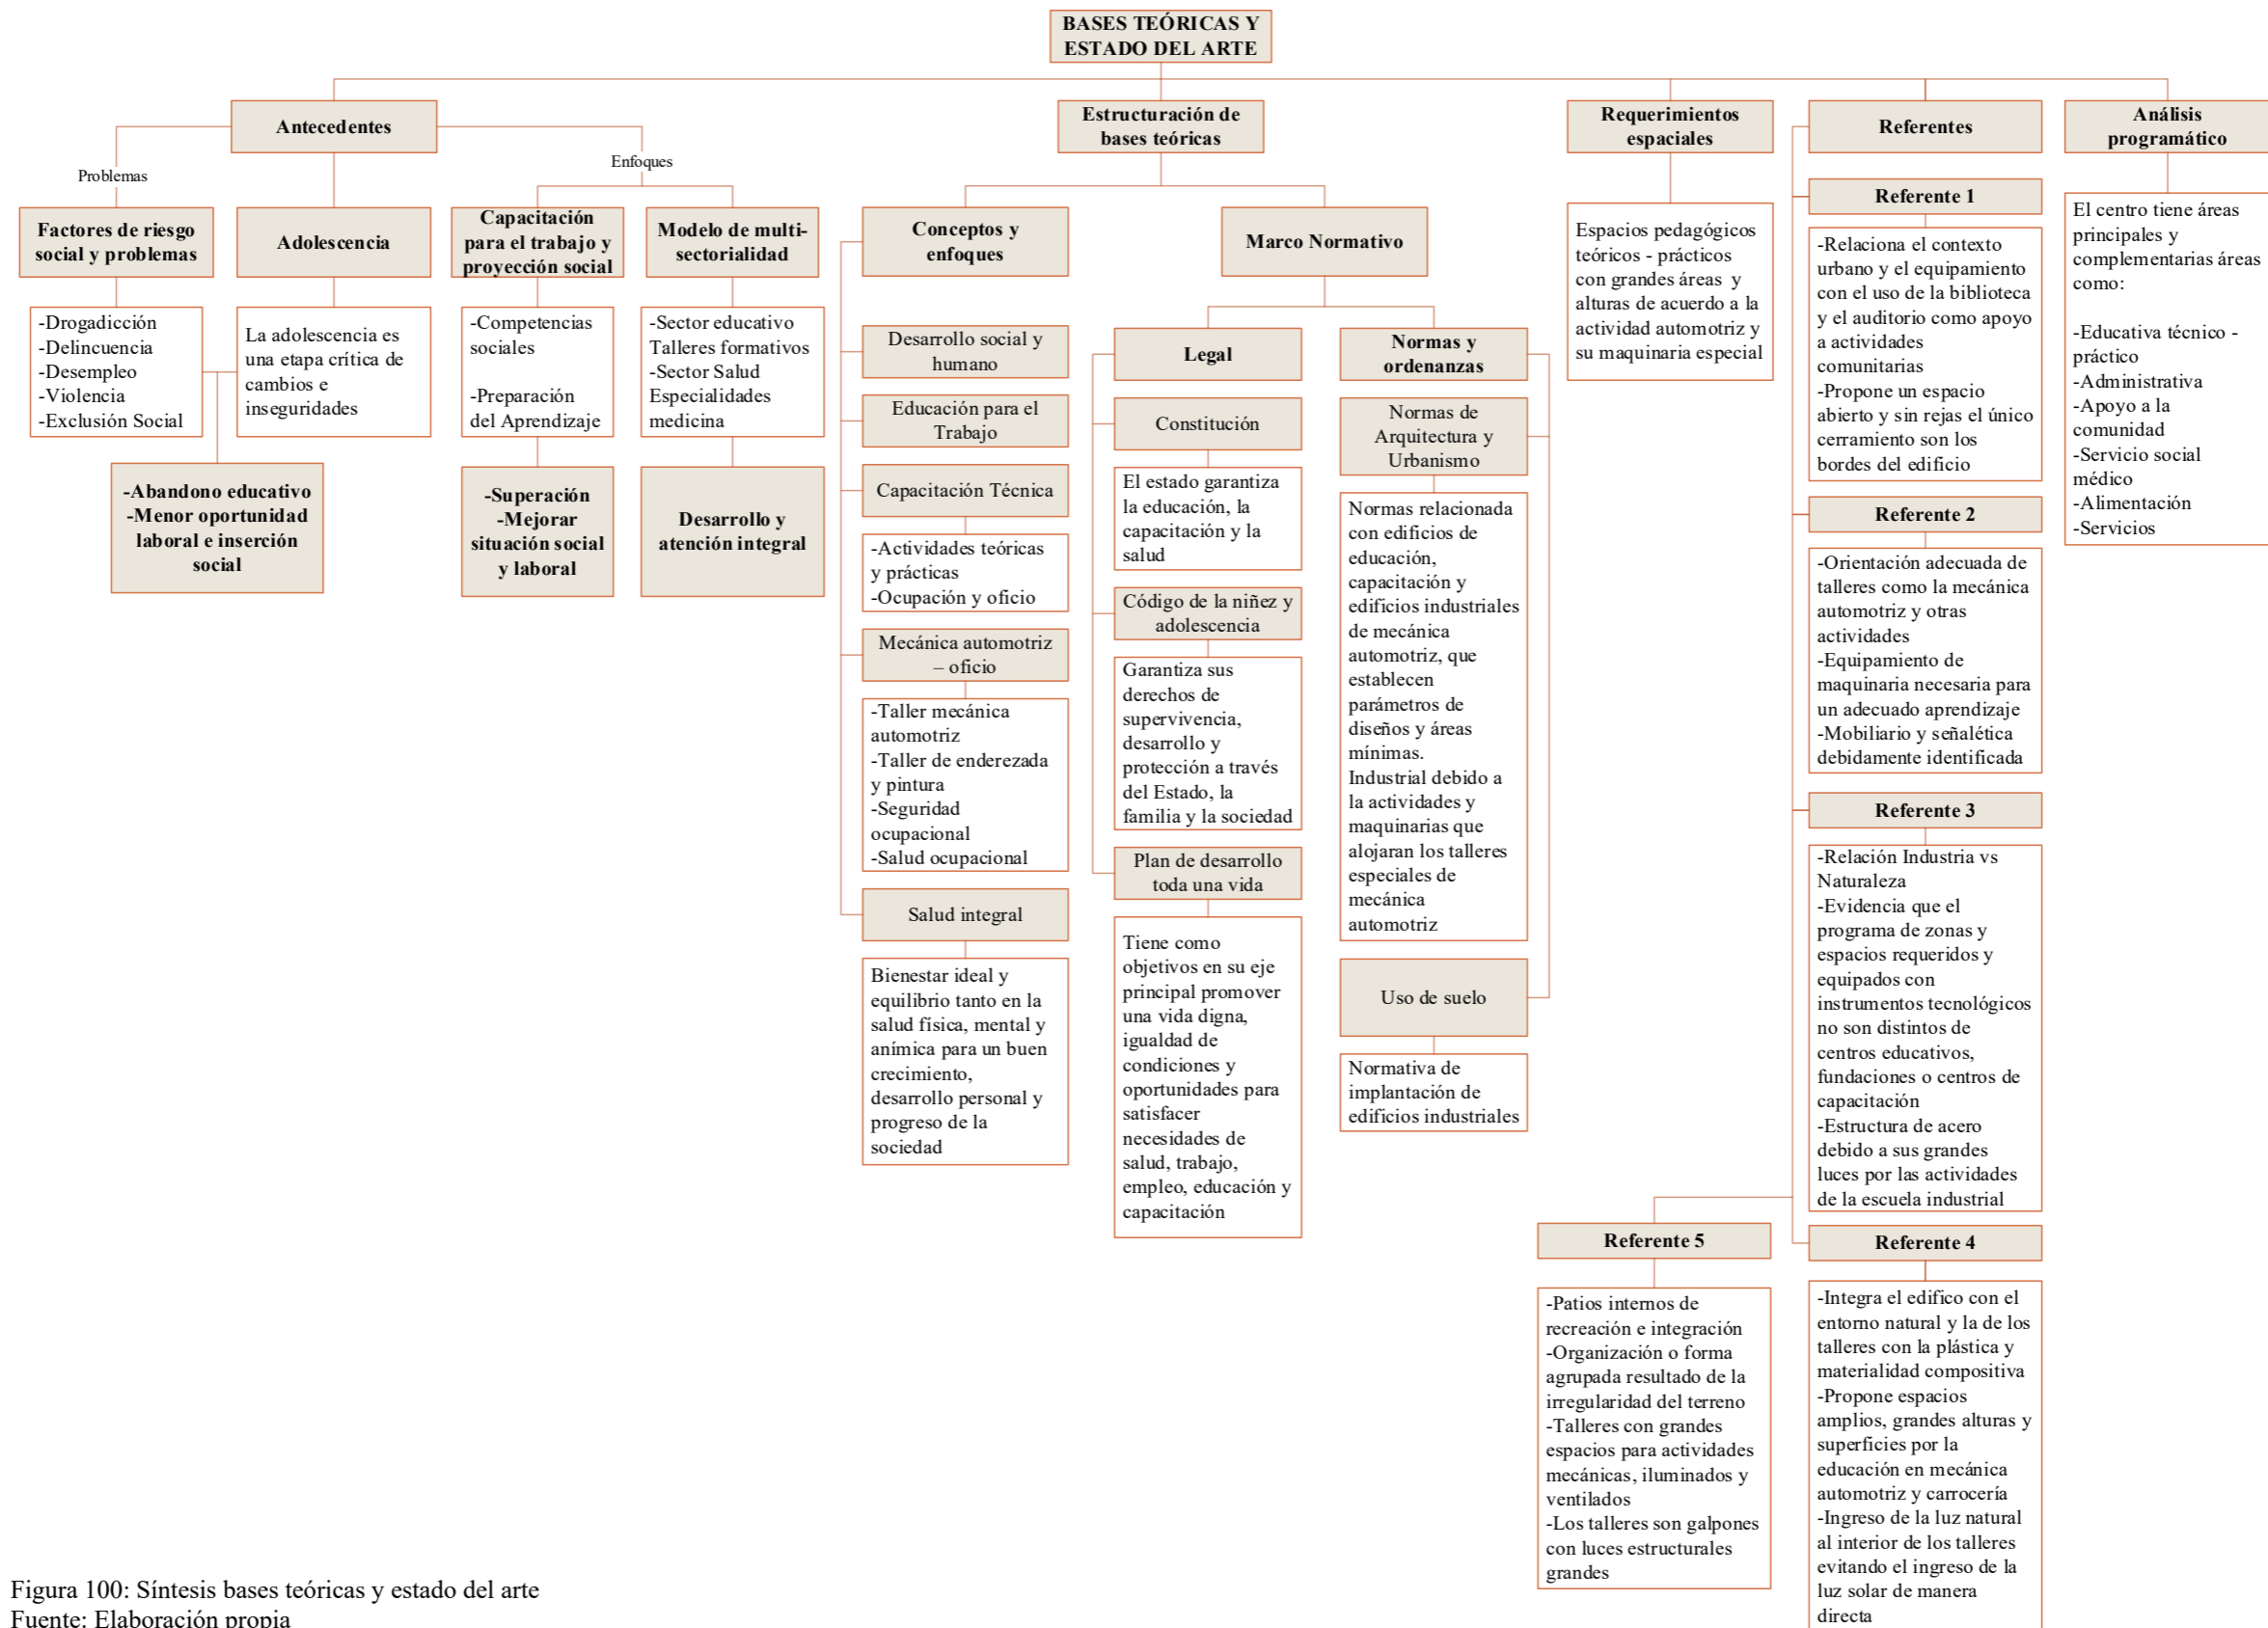 BASES TEÓRICAS Y
ESTADO DEL ARTE
Antecedentes
Problemas
Enfoques
Factores de riesgo
social y problemas
-Drogadicción
-Delincuencia
-Desempleo
-Violencia
-Exclusión Social
Adolescencia
La adolescencia es
una etapa crítica de
cambios e
inseguridades
-Abandono educativo
-Menor oportunidad
laboral e inserción
social
Capacitación
para el trabajo y
proyección social
-Competencias
sociales
-Preparación
del Aprendizaje
-Superación
-Mejorar
situación social
y laboral
Modelo de multi-
sectorialidad
-Sector educativo
Talleres formativos
-Sector Salud
Especialidades
medicina
Desarrollo y
atención integral
Estructuración de
bases teóricas
Conceptos y
enfoques
Desarrollo social y
humano
Educación para el
Trabajo
Capacitación Técnica
-Actividades teóricas
y prácticas
-Ocupación y oficio
Mecánica automotriz
– oficio
-Taller mecánica
automotriz
-Taller de enderezada
y pintura
-Seguridad
ocupacional
-Salud ocupacional
Salud integral
Bienestar ideal y
equilibrio tanto en la
salud física, mental y
anímica para un buen
crecimiento,
desarrollo personal y
progreso de la
sociedad
Marco Normativo
Legal
Constitución
El estado garantiza
la educación, la
capacitación y la
salud
Código de la niñez y
adolescencia
Garantiza sus
derechos de
supervivencia,
desarrollo y
protección a través
del Estado, la
familia y la sociedad
Plan de desarrollo
toda una vida
Tiene como
objetivos en su eje
principal promover
una vida digna,
igualdad de
condiciones y
oportunidades para
satisfacer
necesidades de
salud, trabajo,
empleo, educación y
capacitación
Normas y
ordenanzas
Normas de
Arquitectura y
Urbanismo
Normas relacionada
con edificios de
educación,
capacitación y
edificios industriales
de mecánica
automotriz, que
establecen
parámetros de
diseños y áreas
mínimas.
Industrial debido a
la actividades y
maquinarias que
alojaran los talleres
especiales de
mecánica
automotriz
Uso de suelo
Normativa de
implantación de
edificios industriales
Requerimientos
espaciales
Espacios pedagógicos
teóricos - prácticos
con grandes áreas y
alturas de acuerdo a la
actividad automotriz y
su maquinaria especial
Referentes
Referente 1
-Relaciona el contexto
urbano y el equipamiento
con el uso de la biblioteca
y el auditorio como apoyo
a actividades
comunitarias
-Propone un espacio
abierto y sin rejas el único
cerramiento son los
bordes del edificio
Referente 2
-Orientación adecuada de
talleres como la mecánica
automotriz y otras
actividades
-Equipamiento de
maquinaria necesaria para
un adecuado aprendizaje
-Mobiliario y señalética
debidamente identificada
Referente 3
-Relación Industria vs
Naturaleza
-Evidencia que el
programa de zonas y
espacios requeridos y
equipados con
instrumentos tecnológicos
no son distintos de
centros educativos,
fundaciones o centros de
capacitación
-Estructura de acero
debido a sus grandes
luces por las actividades
de la escuela industrial
Referente 4
-Integra el edifico con el
entorno natural y la de los
talleres con la plástica y
materialidad compositiva
-Propone espacios
amplios, grandes alturas y
superficies por la
educación en mecánica
automotriz y carrocería
-Ingreso de la luz natural
al interior de los talleres
evitando el ingreso de la
luz solar de manera
directa
Referente 5
-Patios internos de
recreación e integración
-Organización o forma
agrupada resultado de la
irregularidad del terreno
-Talleres con grandes
espacios para actividades
mecánicas, iluminados y
ventilados
-Los talleres son galpones
con luces estructurales
grandes
Análisis
programático
El centro tiene áreas
principales y
complementarias áreas
como:
-Educativa técnico -
práctico
-Administrativa
-Apoyo a la
comunidad
-Servicio social
médico
-Alimentación
-Servicios
Figura 100: Síntesis bases teóricas y estado del arte
Fuente: Elaboración propia